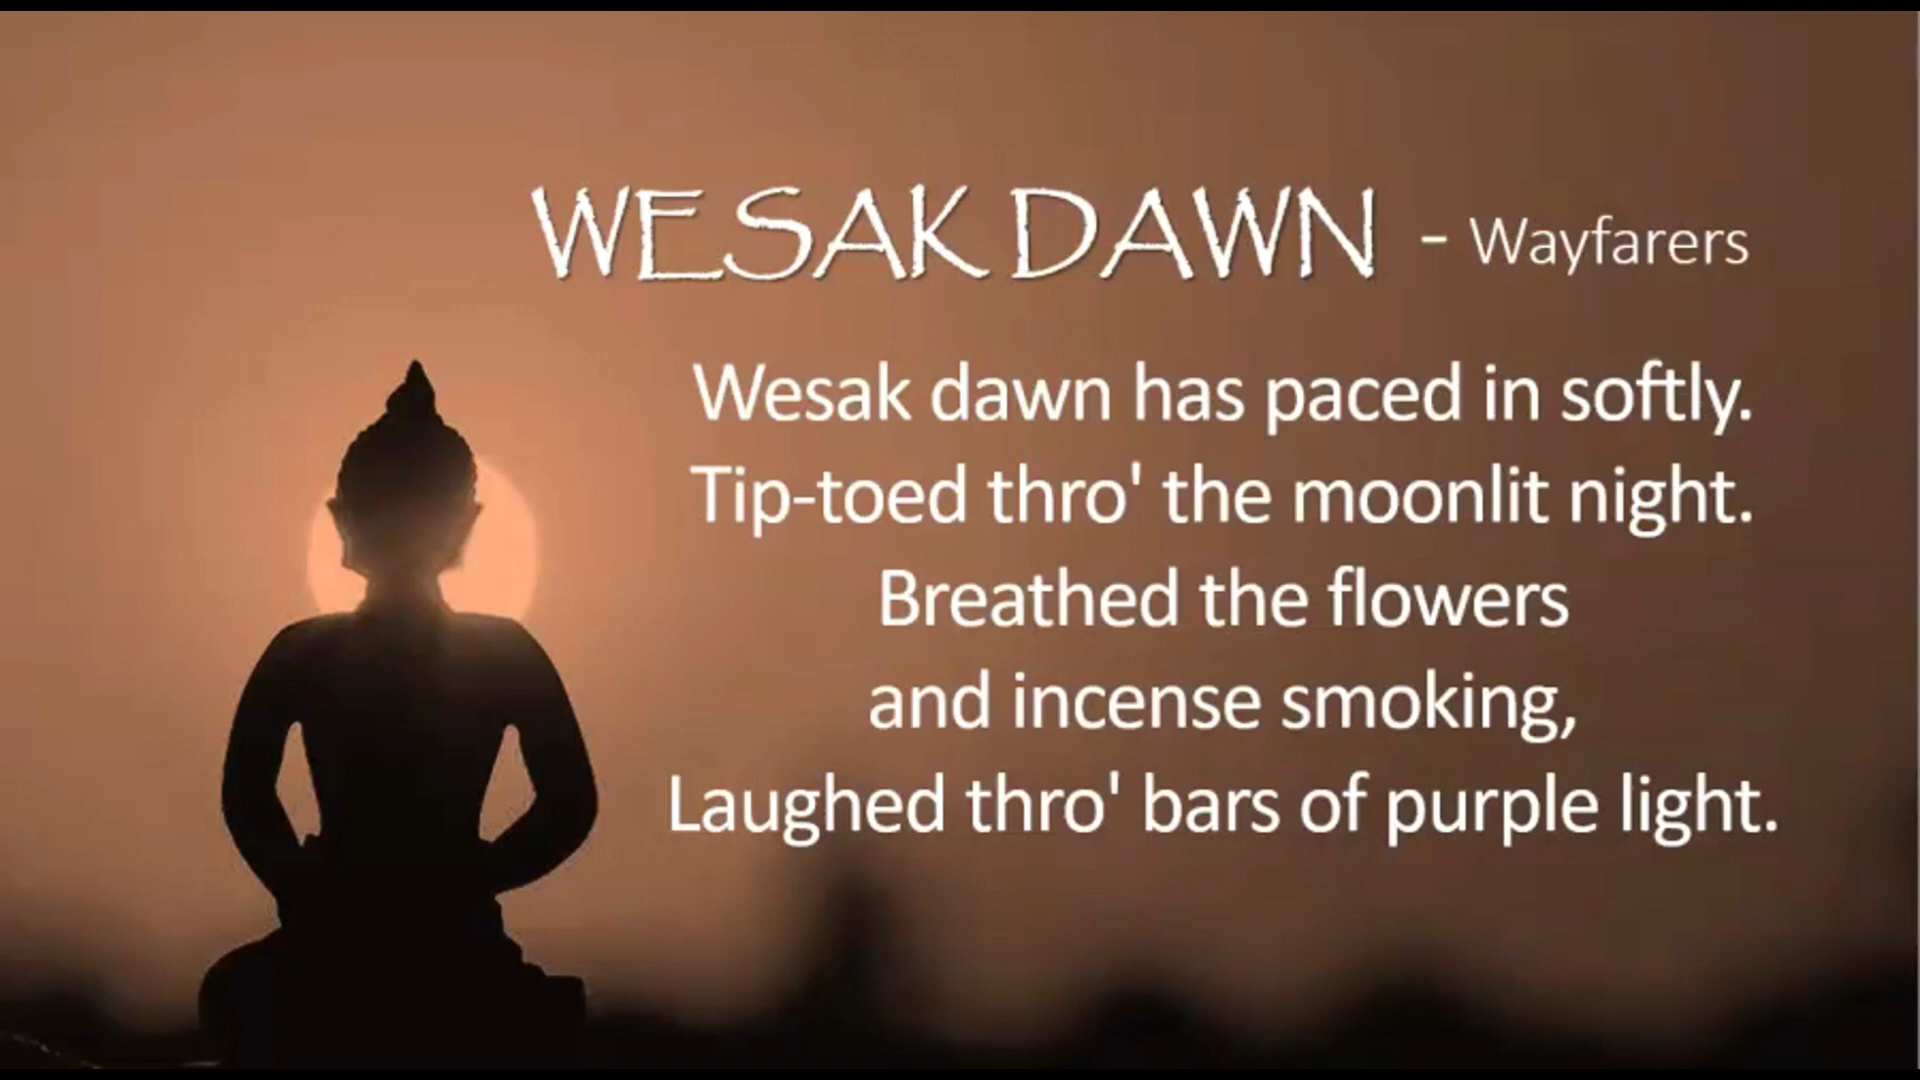 WESAK DAWN - Wayfarers
Wesak dawn has paced in softly.
Tip-toed thro' the moonlit night.
Breathed the flowers
and incense smoking,
Laughed thro' bars of purple light.